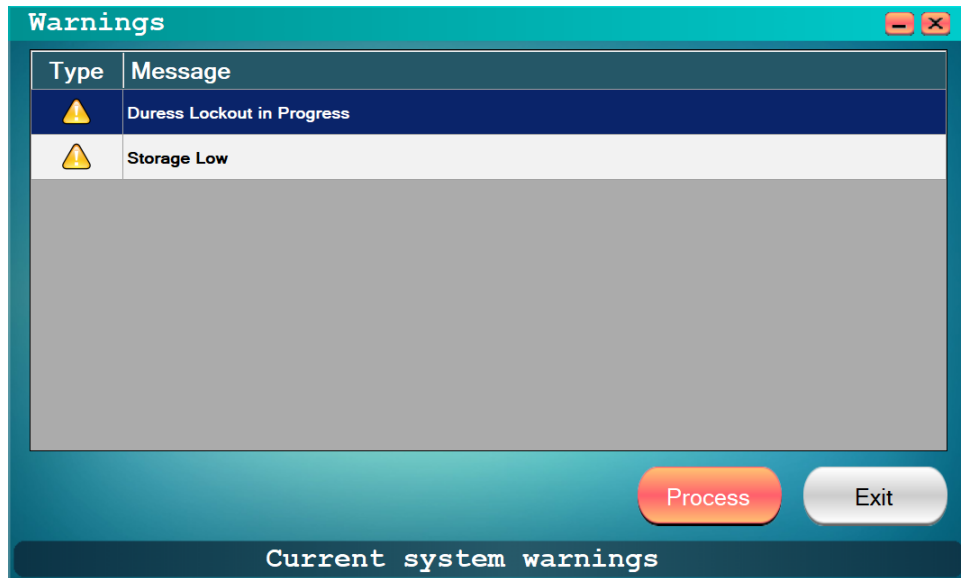 Warnings
Type Message
Duress Lockout in Progress
Storage Low
Process Exit
Current system warnings